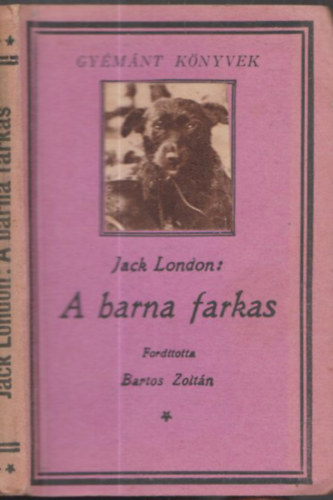 GYÉMÁNT KÖNYVEK
Jack London:
A barna farkas
Fordította
Bartos Zoltán
Jack London: A barna farkas